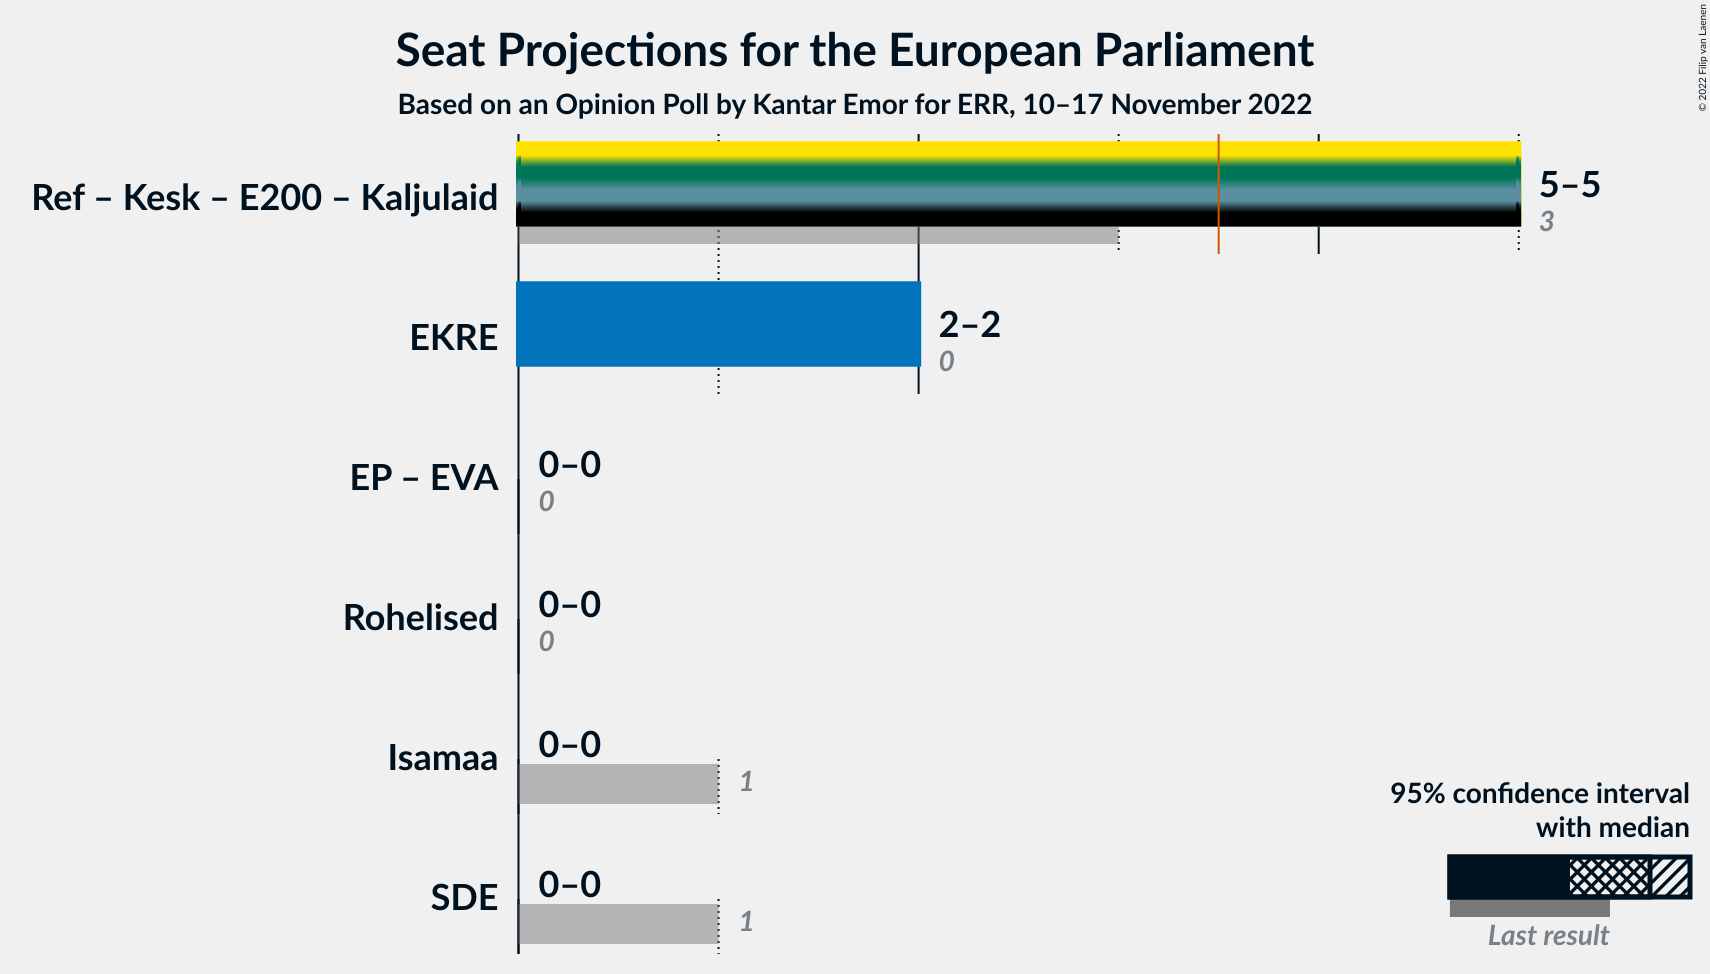 Seat Projections for the European Parliament
Based on an Opinion Poll by Kantar Emor for ERR, 10–17 November 2022
© 2022 Filip van Laenen
Ref – Kesk – E200 – Kaljulaid
5–5
3
EKRE
2–2
0
EP – EVA
0–0
0
Rohelised
0–0
0
Isamaa
0–0
1
SDE
0–0
1
95% confidence interval
with median
Last result